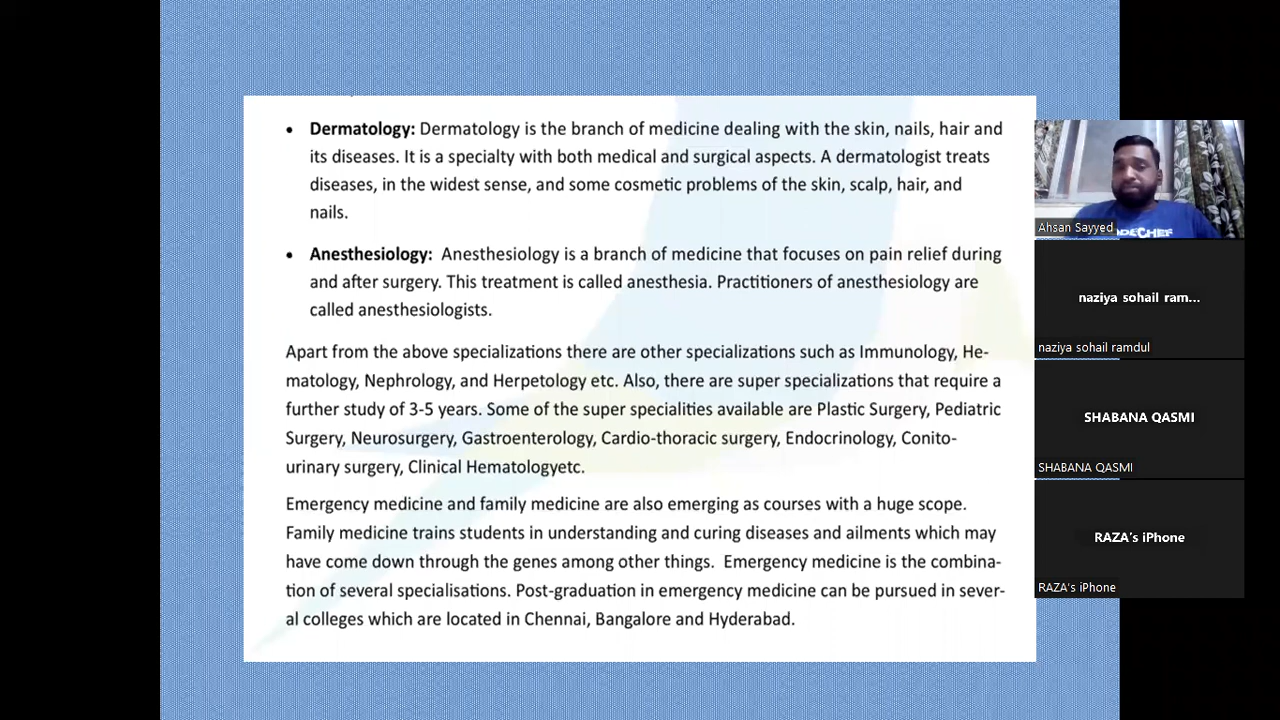 • Dermatology: Dermatology is the branch of medicine dealing with the skin, nails, hair and
its diseases. It is a specialty with both medical and surgical aspects. A dermatologist treats
diseases, in the widest sense, and some cosmetic problems of the skin, scalp, hair, and
nails.
• Anesthesiology: Anesthesiology is a branch of medicine that focuses on pain relief during
and after surgery. This treatment is called anesthesia. Practitioners of anesthesiology are
called anesthesiologists.
Apart from the above specializations there are other specializations such as Immunology, He-
matology, Nephrology, and Herpetology etc. Also, there are super specializations that require a
further study of 3-5 years. Some of the super specialities available are Plastic Surgery, Pediatric
Surgery, Neurosurgery, Gastroenterology, Cardio-thoracic surgery, Endocrinology, Conito-
urinary surgery, Clinical Hematologyetc.
Emergency medicine and family medicine are also emerging as courses with a huge scope.
Family medicine trains students in understanding and curing diseases and ailments which may
have come down through the genes among other things. Emergency medicine is the combina-
tion of several specialisations. Post-graduation in emergency medicine can be pursued in sever-
al colleges which are located in Chennai, Bangalore and Hyderabad.
Ahsan Sayyed
naziya sohail ram...
naziya sohail ramdul
SHABANA QASMI
SHABANA QASMI
RAZA's iPhone
RAZA's iPhone